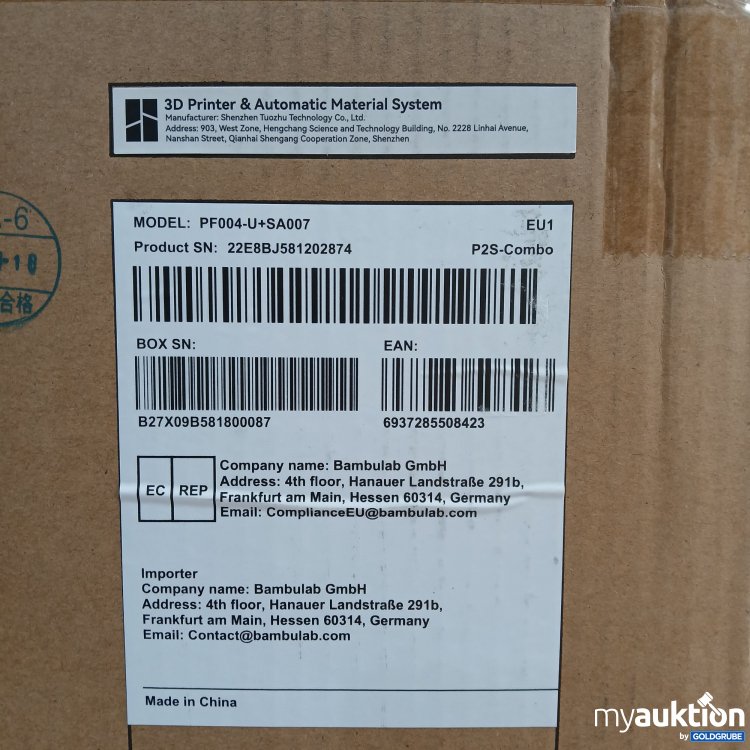 3D Printer & Automatic Material System
Manufacturer: Shenzhen Tuozhu Technology Co., Ltd.
Address: 903, West Zone, Hengchang Science and Technology Building, No. 2228 Linhai Avenue,
Nanshan Street, Qianhai Shengang Cooperation Zone, Shenzhen
-6
18
合格
MODEL: PF004-U+SA007 EU1
Product SN: 22E8BJ581202874 P2S-Combo
BOX SN: EAN:
B27X09B581800087 6937285508423
EC REP
Company name: Bambulab GmbH
Address: 4th floor, Hanauer Landstraße 291b,
Frankfurt am Main, Hessen 60314, Germany
Email: ComplianceEU@bambulab.com
Importer
Company name: Bambulab GmbH
Address: 4th floor, Hanauer Landstraße 291b,
Frankfurt am Main, Hessen 60314, Germany
Email: Contact@bambulab.com
Made in China
myauktion
by GOLDGRUBE